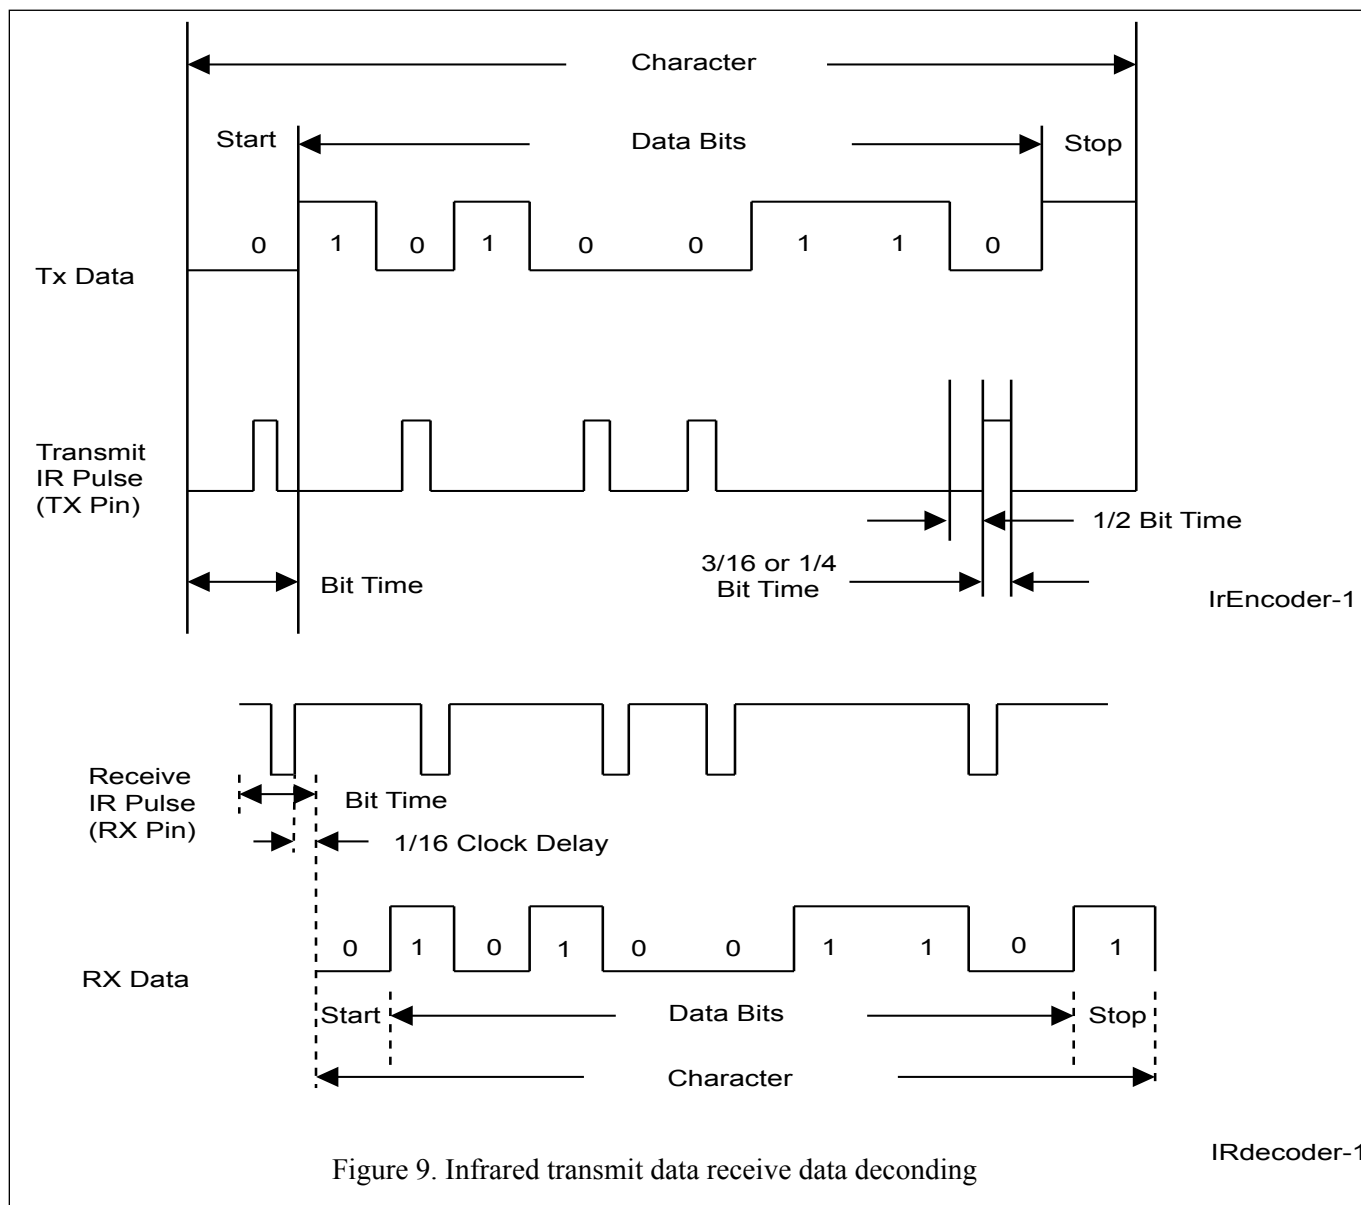 Character
Start Data Bits Stop
0 1 0 1 0 0 1 1 0
Tx Data
Transmit
IR Pulse
(TX Pin)
1/2 Bit Time
3/16 or 1/4
Bit Time
Bit Time
IrEncoder-1
Receive
IR Pulse
(RX Pin)
Bit Time
1/16 Clock Delay
0 1 0 1 0 0 1 1 0 1
RX Data
Start Data Bits Stop
Character
IRdecoder-1
Figure 9. Infrared transmit data receive data deconding